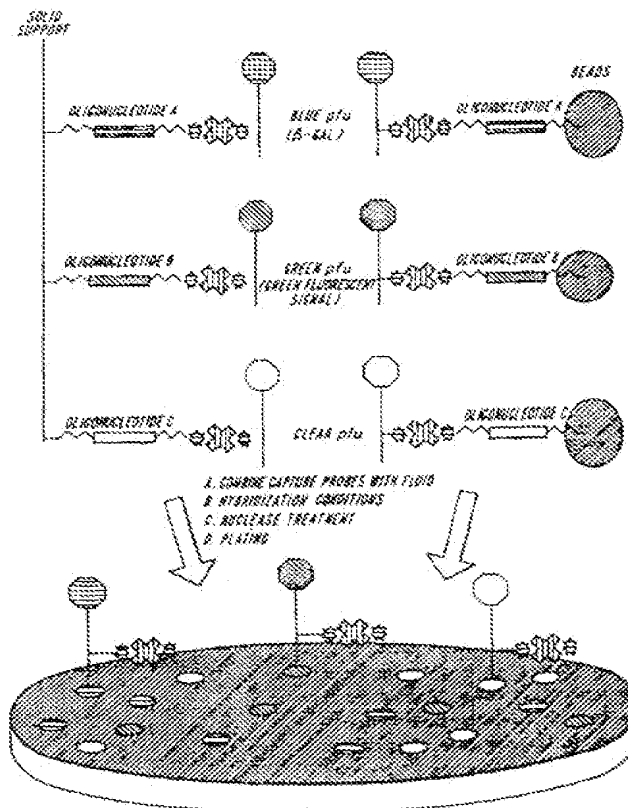 SOLID
SUPPORT
BEADS
OLIGONUCLEOTIDE A
BLUE pfu
(β-GAL)
OLIGONUCLEOTIDE A
OLIGONUCLEOTIDE B
GREEN pfu
(GREEN FLUORESCENT
SIGNAL)
OLIGONUCLEOTIDE B
OLIGONUCLEOTIDE C
CLEAR pfu
OLIGONUCLEOTIDE C
A. COMBINE CAPTURE PROBES WITH FLUID
B. HYBRIDIZATION CONDITIONS
C. NUCLEASE TREATMENT
D. PLATING